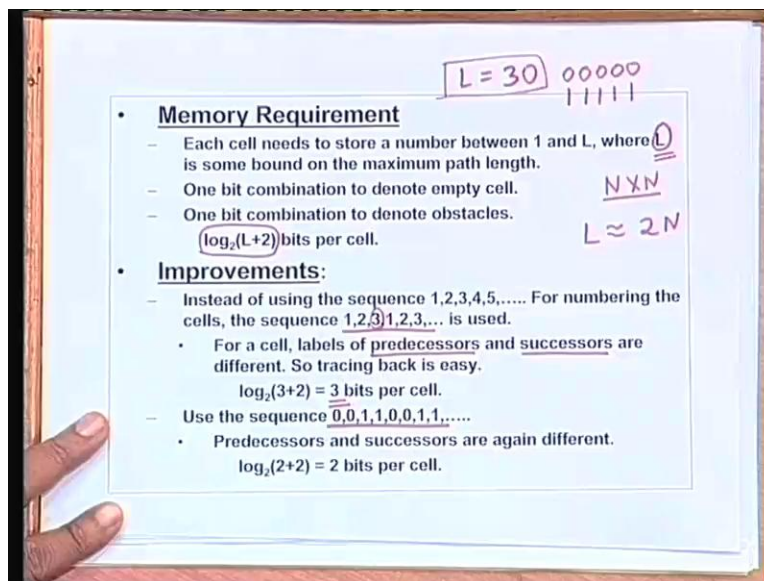 L = 30 00000
11111
• Memory Requirement
– Each cell needs to store a number between 1 and L, where L
is some bound on the maximum path length.
– One bit combination to denote empty cell.
N×N
– One bit combination to denote obstacles.
L ≈ 2N
log₂(L+2) bits per cell.
• Improvements:
– Instead of using the sequence 1,2,3,4,5,..... For numbering the
cells, the sequence 1,2,3,1,2,3,... is used.
• For a cell, labels of predecessors and successors are
different. So tracing back is easy.
log₂(3+2) = 3 bits per cell.
– Use the sequence 0,0,1,1,0,0,1,1,.....
• Predecessors and successors are again different.
log₂(2+2) = 2 bits per cell.